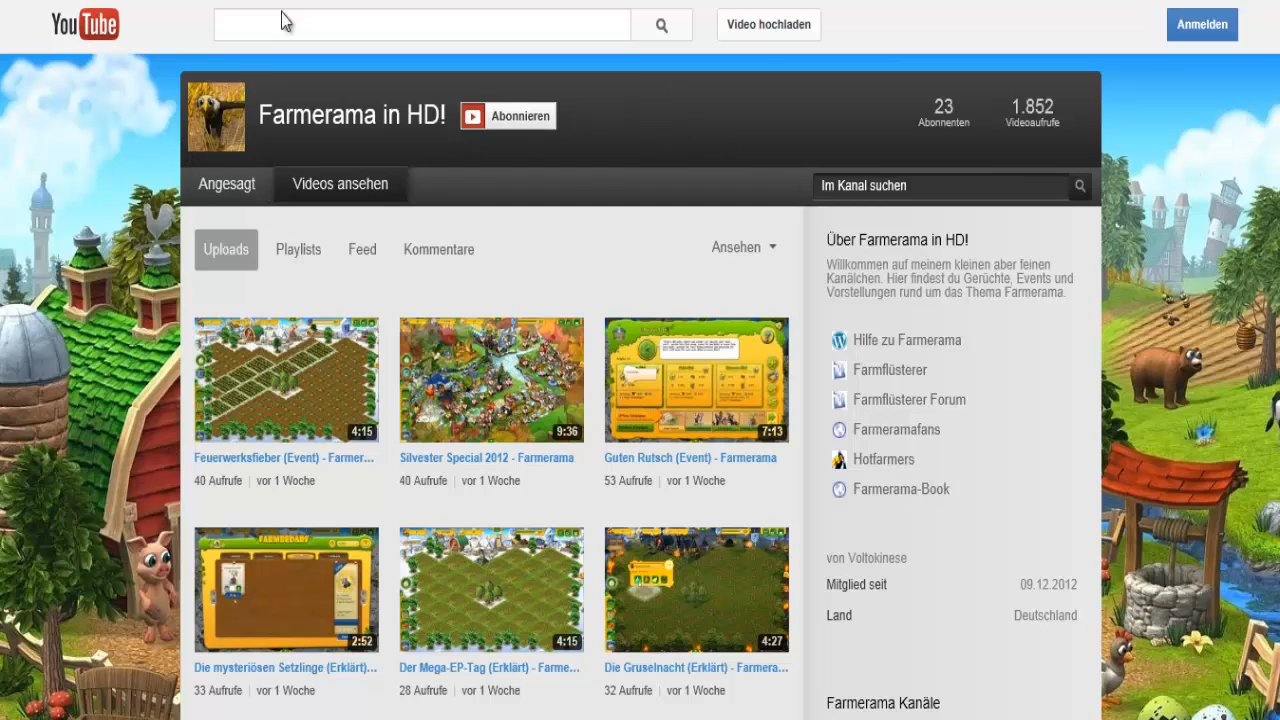 YouTube
Video hochladen
Anmelden
Farmerama in HD!
Abonnieren
23
Abonnenten
1.852
Videoaufrufe
Angesagt
Videos ansehen
Im Kanal suchen
Uploads
Playlists
Feed
Kommentare
Ansehen
4:15
9:36
7:13
Feuerwerksfieber (Event) - Farmer...
Silvester Special 2012 - Farmerama
Guten Rutsch (Event) - Farmerama
40 Aufrufe | vor 1 Woche
40 Aufrufe | vor 1 Woche
53 Aufrufe | vor 1 Woche
FARMERDARF
2:52
4:15
4:27
Die mysteriösen Setzlinge (Erklärt)...
Der Mega-EP-Tag (Erklärt) - Farme...
Die Gruselnacht (Erklärt) - Farmera...
33 Aufrufe | vor 1 Woche
28 Aufrufe | vor 1 Woche
32 Aufrufe | vor 1 Woche
Über Farmerama in HD!
Willkommen auf meinem kleinen aber feinen
Kanälchen. Hier findest du Gerüchte, Events und
Vorstellungen rund um das Thema Farmerama.
Hilfe zu Farmerama
Farmflüsterer
Farmflüsterer Forum
Farmeramafans
Hotfarmers
Farmerama-Book
von Voltokinese
Mitglied seit 09.12.2012
Land Deutschland
Farmerama Kanäle